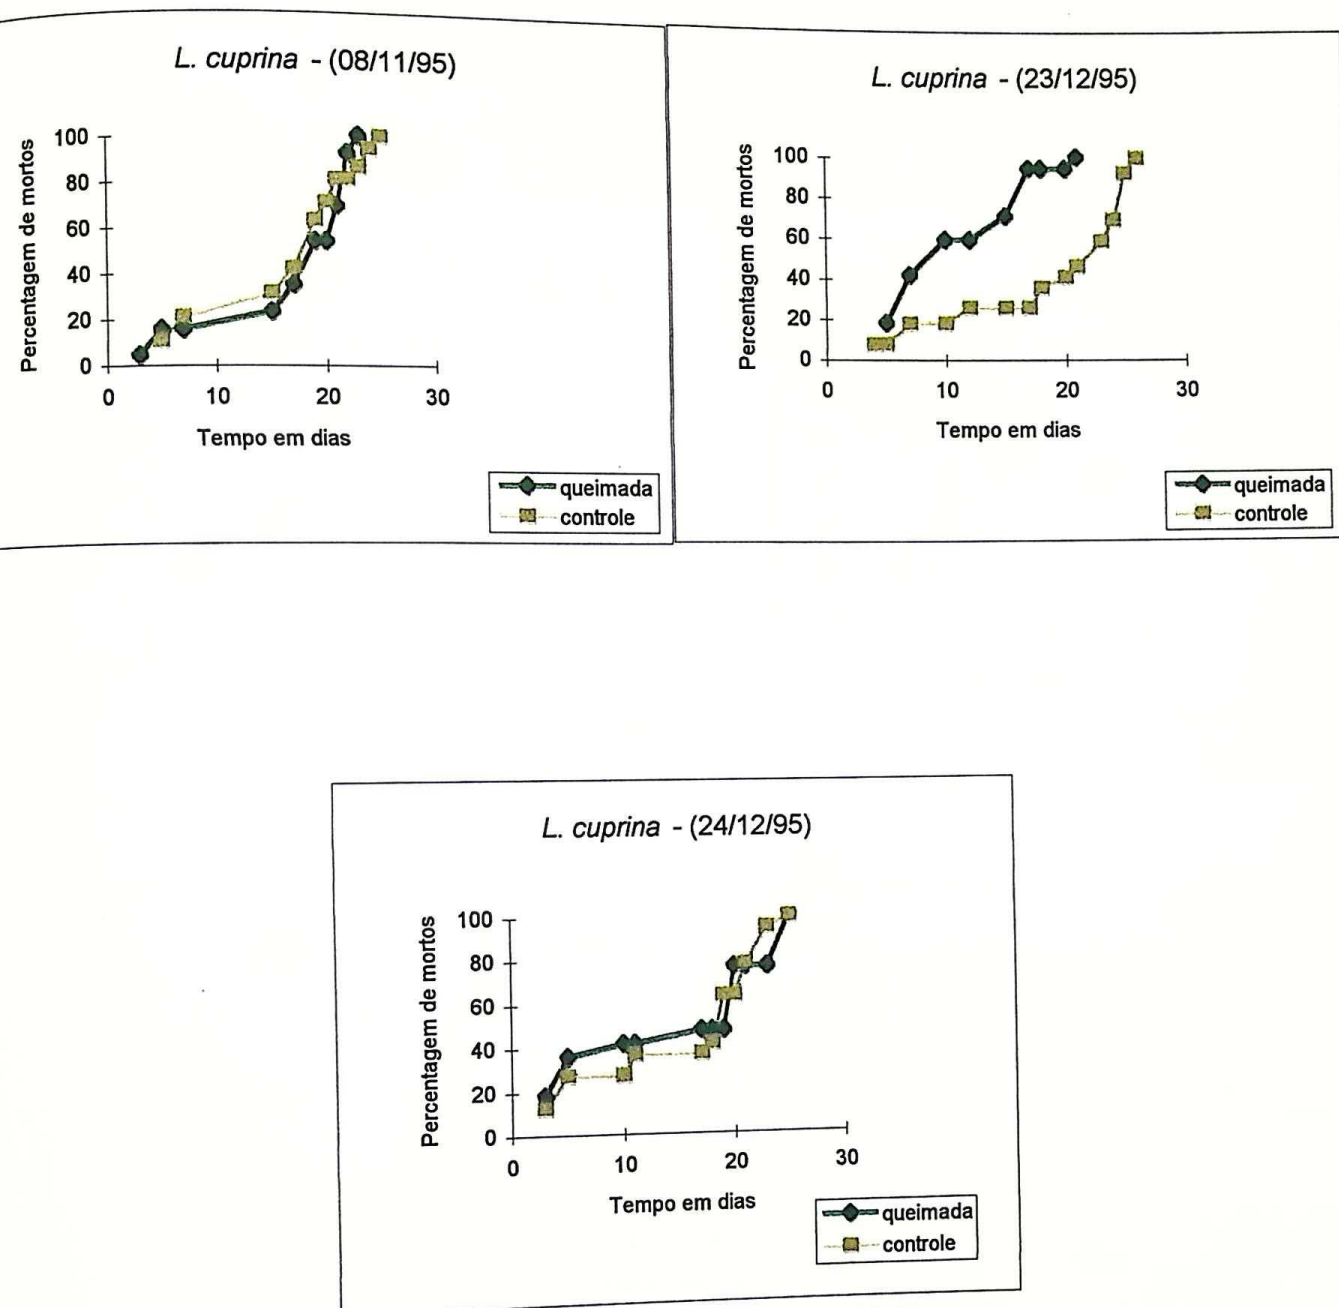 L. cuprina - (08/11/95)
Percentagem de mortos
100
80
60
40
20
0
0 10 20 30
Tempo em dias
queimada
controle
L. cuprina - (23/12/95)
Percentagem de mortos
100
80
60
40
20
0
0 10 20 30
Tempo em dias
queimada
controle
L. cuprina - (24/12/95)
Percentagem de mortos
100
80
60
40
20
0
0 10 20 30
Tempo em dias
queimada
controle